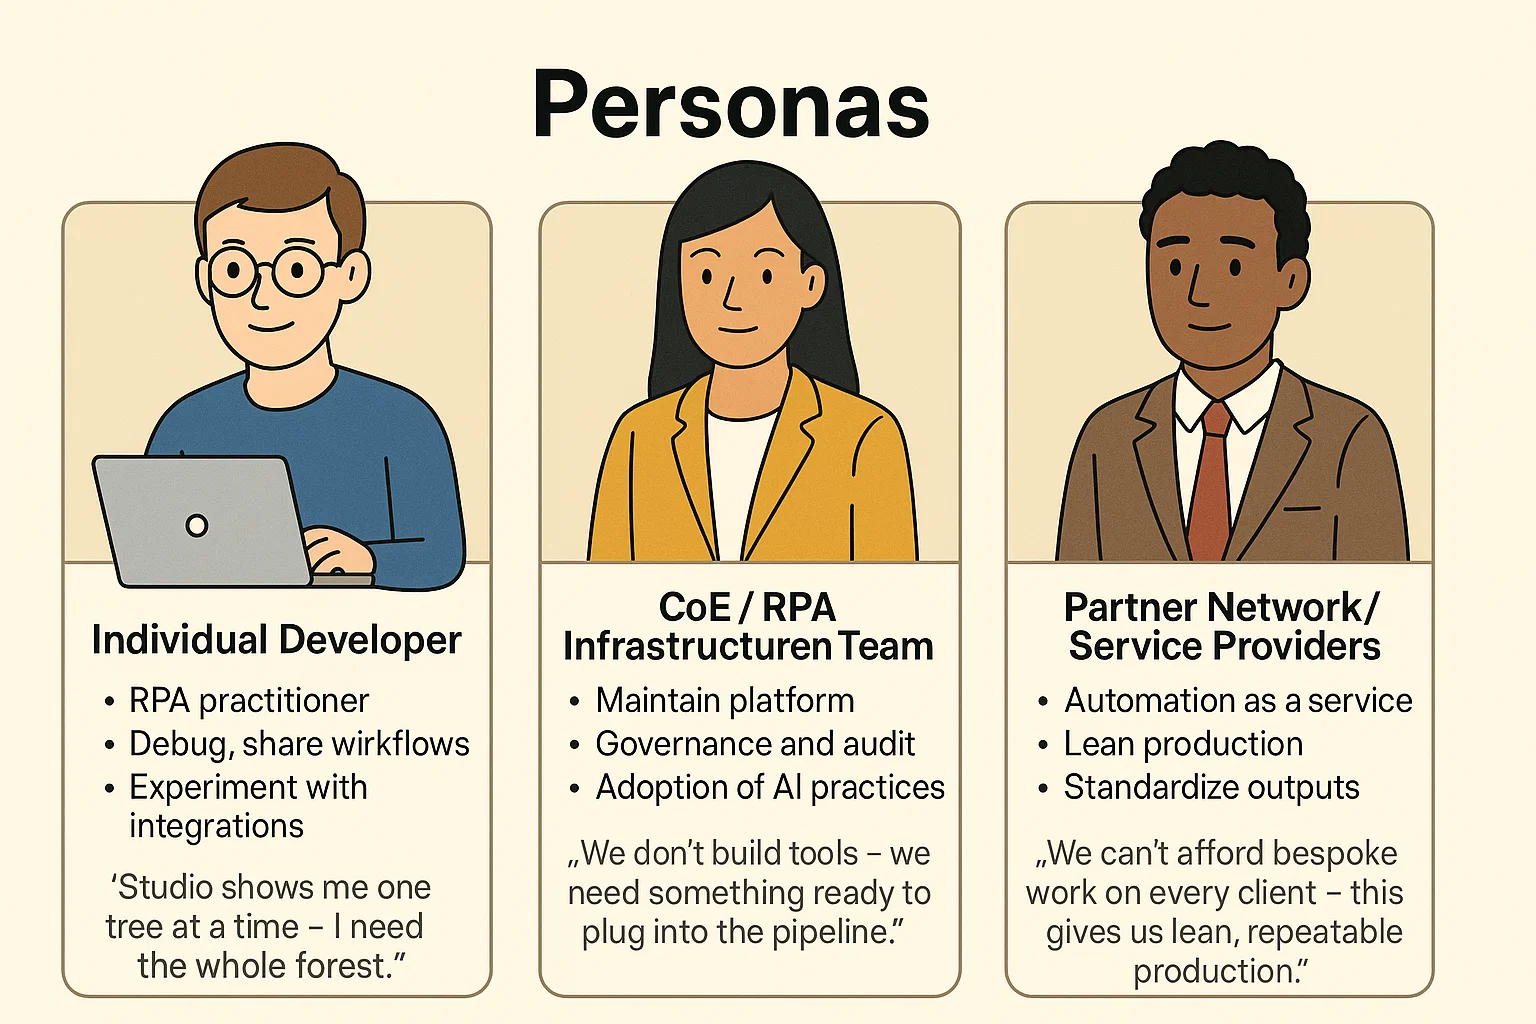 Personas
Individual Developer
• RPA practitioner
• Debug, share wirkflows
• Experiment with
integrations
‘Studio shows me one
tree at a time – I need
the whole forest.”
CoE / RPA
Infrastructuren Team
• Maintain platform
• Governance and audit
• Adoption of AI practices
„We don’t build tools – we
need something ready to
plug into the pipeline.”
Partner Network/
Service Providers
• Automation as a service
• Lean production
• Standardize outputs
„We can’t afford bespoke
work on every client – this
gives us lean, repeatable
production.”